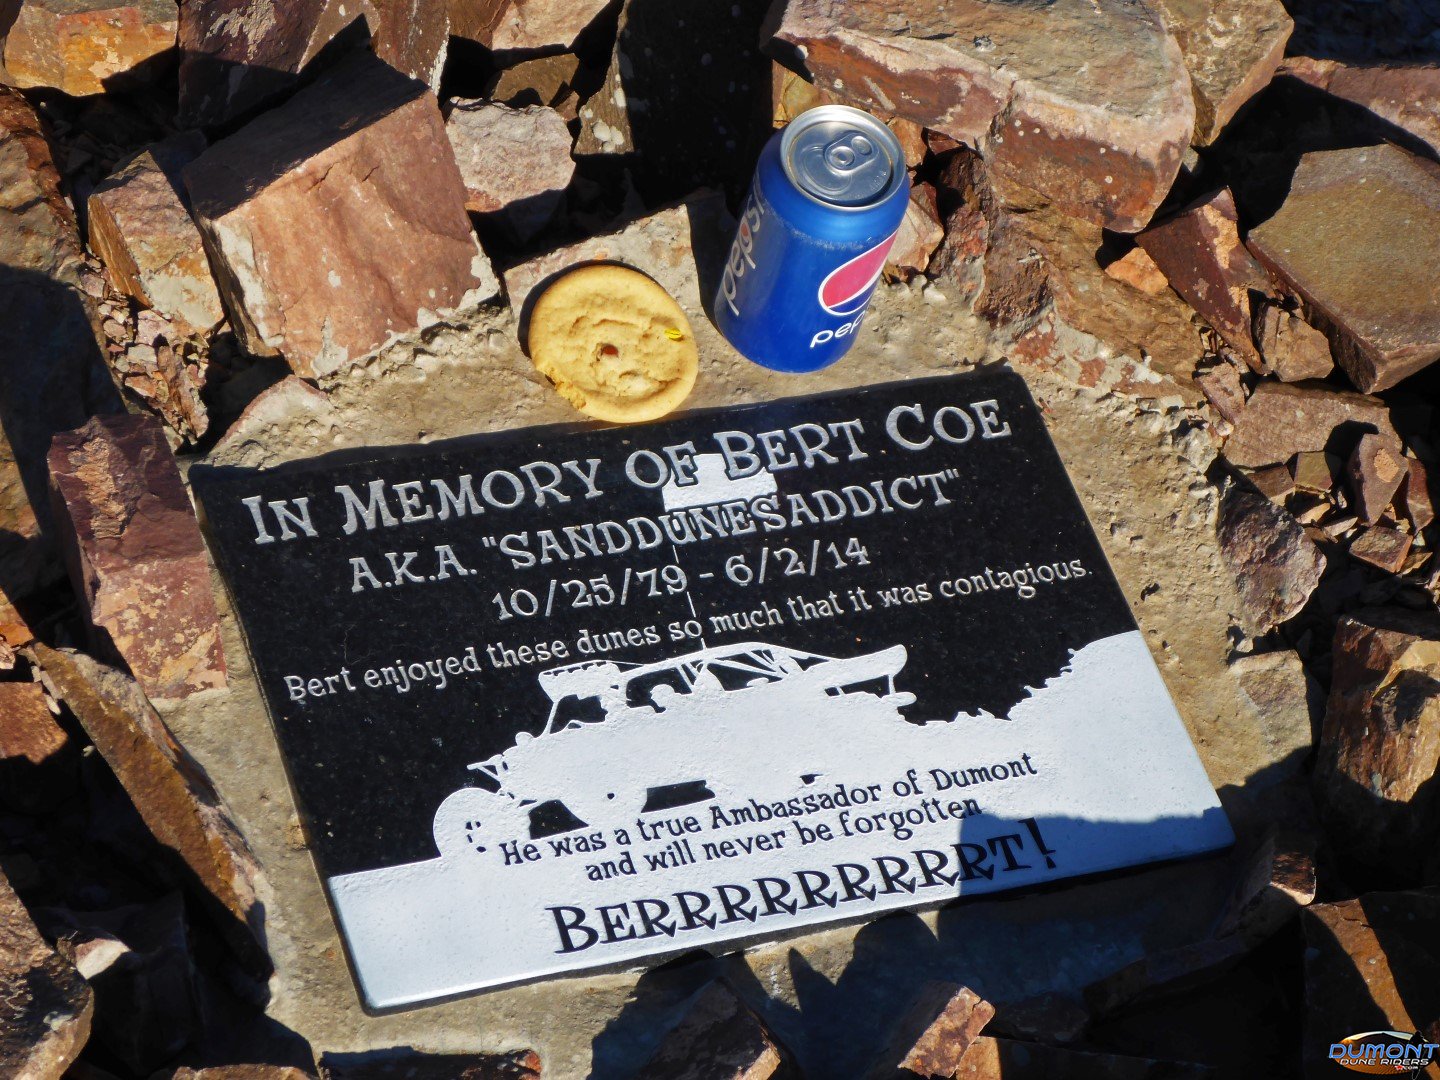 pepsi
pepsi
IN MEMORY OF BERT COE
A.K.A. "SANDDUNESADDICT"
10/25/79 - 6/2/14
Bert enjoyed these dunes so much that it was contagious.
He was a true Ambassador of Dumont
and will never be forgotten
BERRRRRRRRRT!
DUMONT
DUNE RIDERS
.com